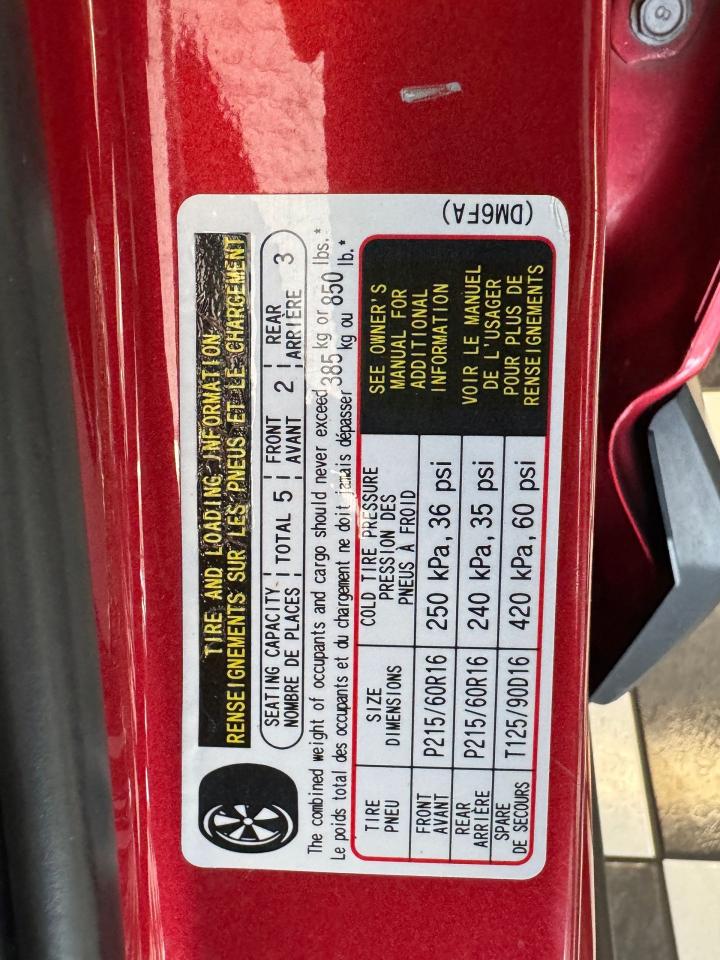 TIRE AND LOADING INFORMATION
RENSEIGNEMENTS SUR LES PNEUS ET LE CHARGEMENT
SEATING CAPACITY TOTAL 5 FRONT 2 REAR 3
NOMBRE DE PLACES AVANT ARRIÈRE
The combined weight of occupants and cargo should never exceed 385 kg or 850 lbs.*
Le poids total des occupants et du chargement ne doit jamais dépasser 385 kg ou 850 lb.*
TIRE SIZE COLD TIRE PRESSURE
PNEU DIMENSIONS PRESSION DES
PNEUS À FROID
FRONT P215/60R16 250 kPa, 36 psi
AVANT
REAR P215/60R16 240 kPa, 35 psi
ARRIÈRE
SPARE T125/90D16 420 kPa, 60 psi
DE SECOURS
SEE OWNER'S
MANUAL FOR
ADDITIONAL
INFORMATION
VOIR LE MANUEL
DE L'USAGER
POUR PLUS DE
RENSEIGNEMENTS
(DM6FA)
8